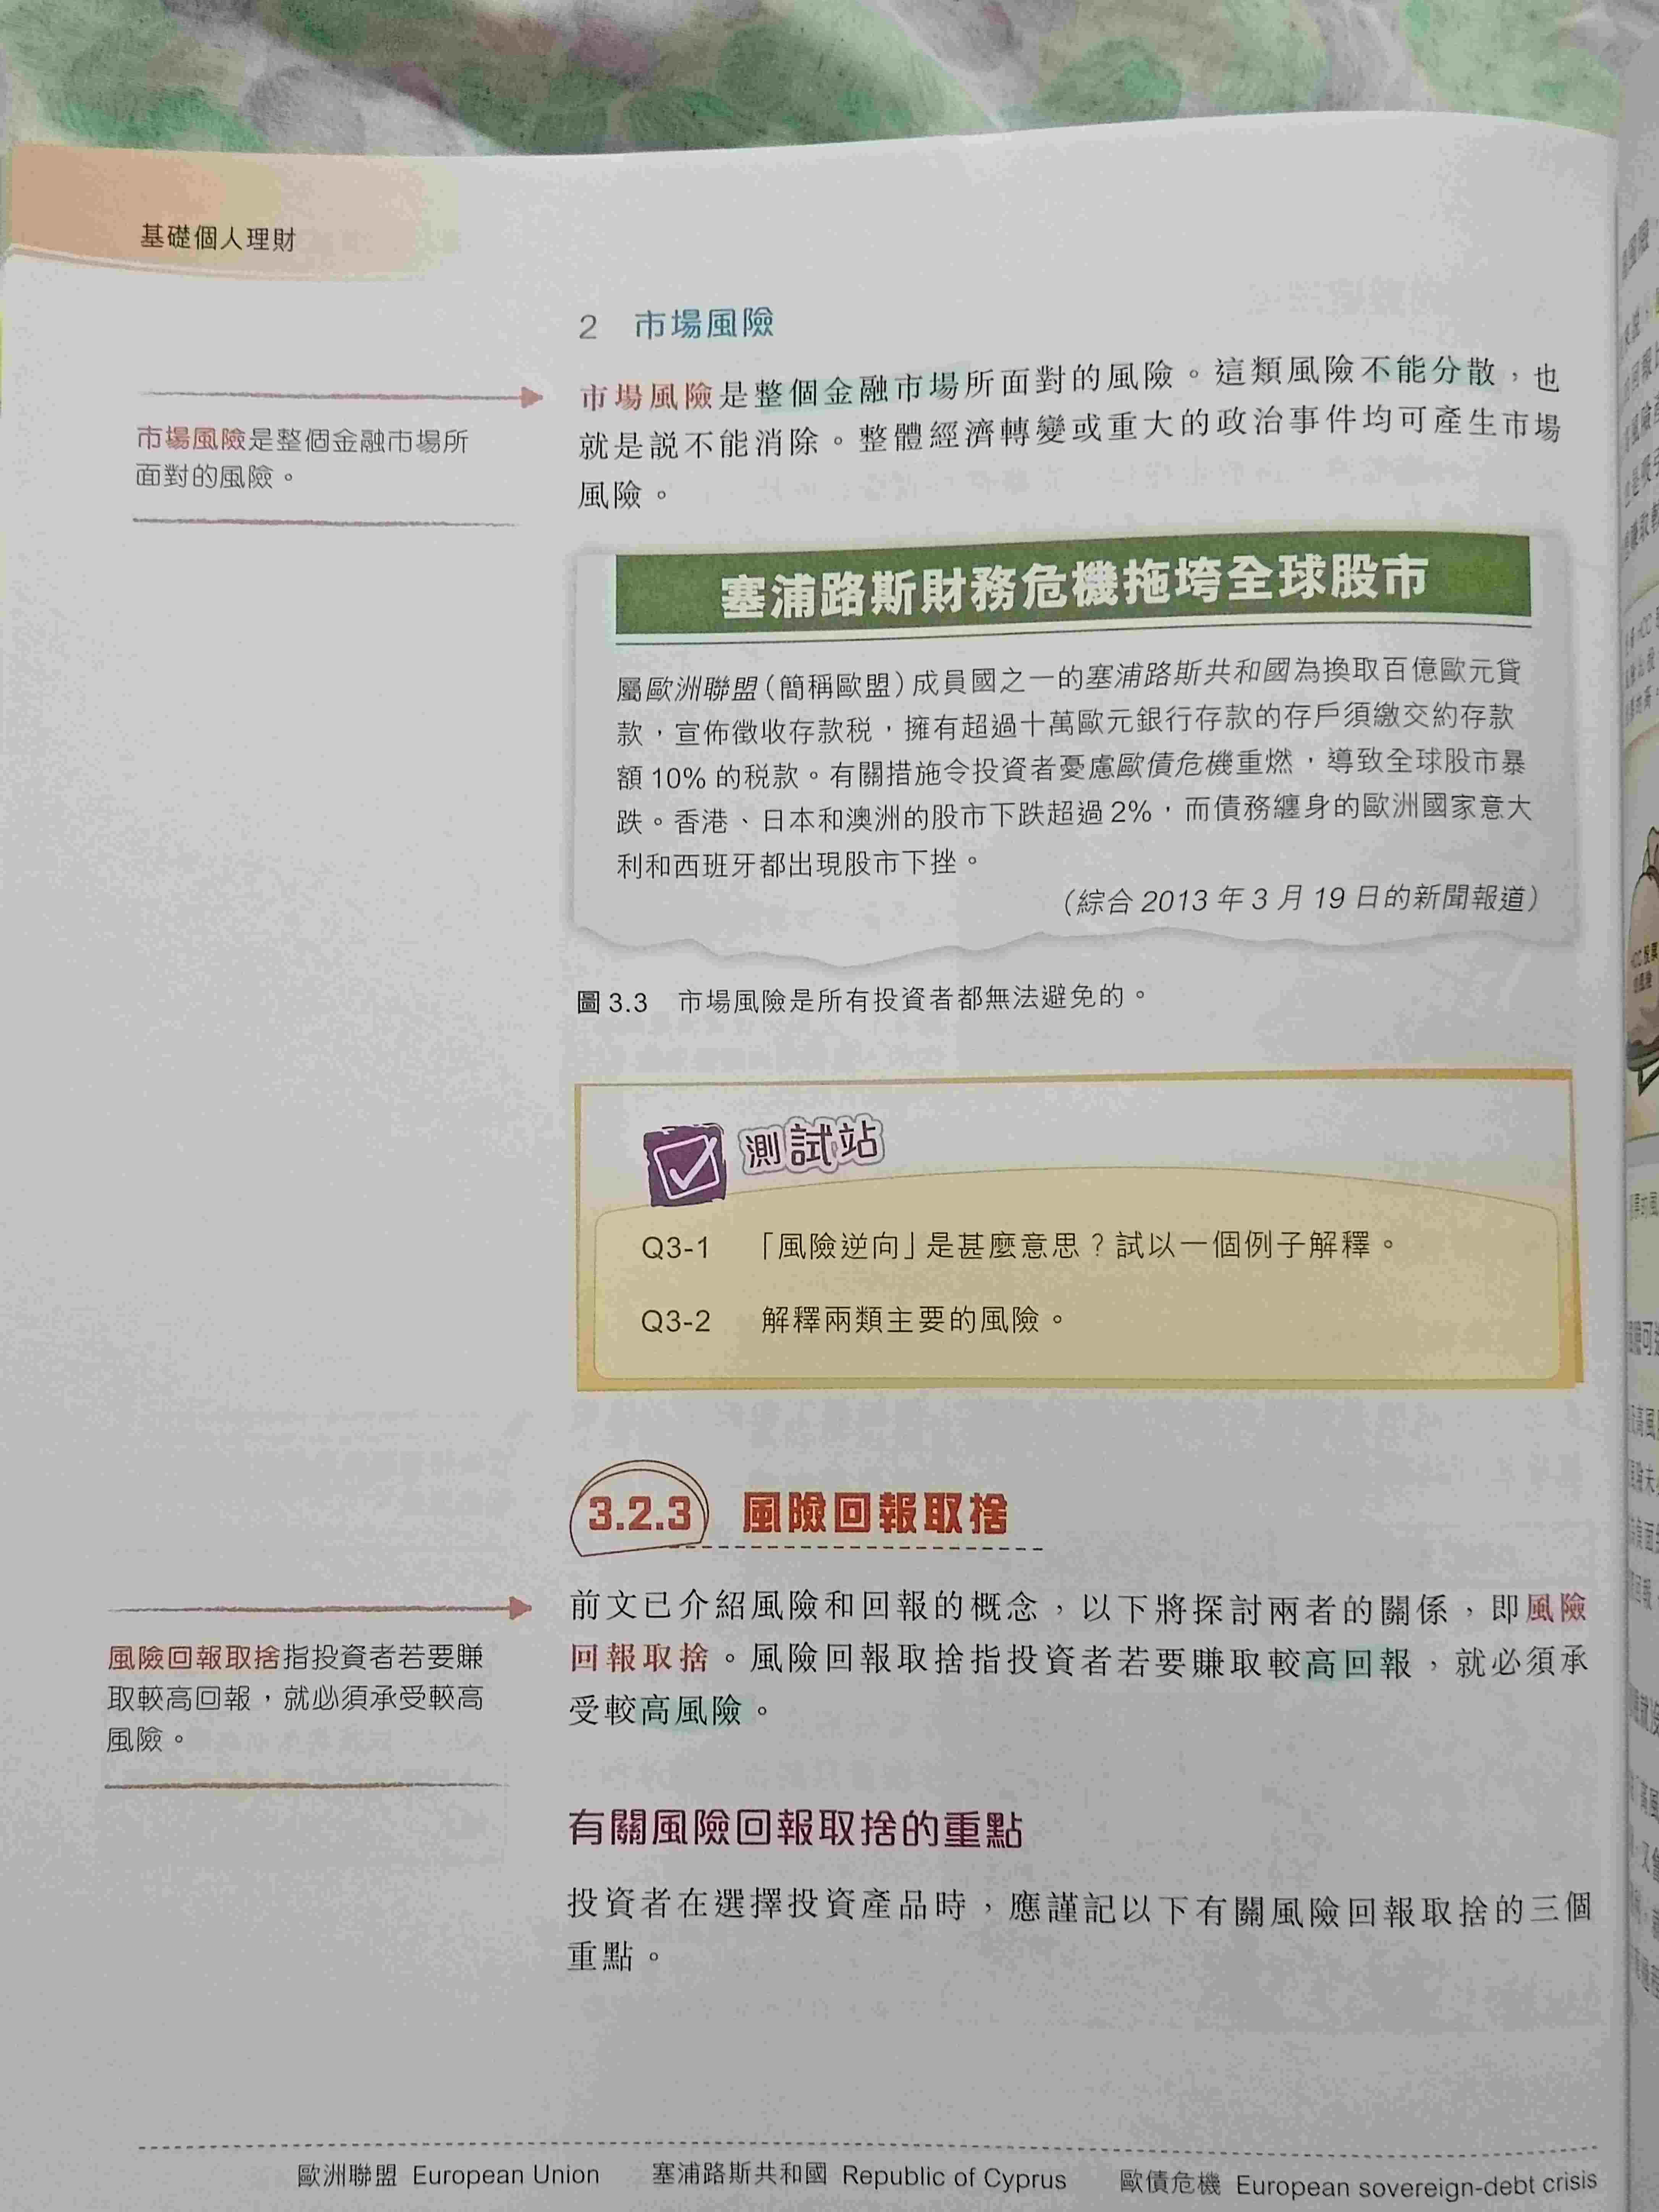 基礎個人理財
2 市場風險
市場風險是整個金融市場所面對的風險。這類風險不能分散，也
就是説不能消除。整體經濟轉變或重大的政治事件均可產生市場
風險。
市場風險是整個金融市場所
面對的風險。
塞浦路斯財務危機拖垮全球股市
屬歐洲聯盟（簡稱歐盟）成員國之一的塞浦路斯共和國為換取百億歐元貸
款，宣佈徵收存款税，擁有超過十萬歐元銀行存款的存戶須繳交約存款
額 10% 的税款。有關措施令投資者憂慮歐債危機重燃，導致全球股市暴
跌。香港、日本和澳洲的股市下跌超過 2%，而債務纏身的歐洲國家意大
利和西班牙都出現股市下挫。
（綜合 2013 年 3 月 19 日的新聞報道）
圖 3.3 市場風險是所有投資者都無法避免的。
測試站
Q3-1 「風險逆向」是甚麼意思？試以一個例子解釋。
Q3-2 解釋兩類主要的風險。
3.2.3 風險回報取捨
前文已介紹風險和回報的概念，以下將探討兩者的關係，即風險
回報取捨。風險回報取捨指投資者若要賺取較高回報，就必須承
受較高風險。
風險回報取捨指投資者若要賺
取較高回報，就必須承受較高
風險。
有關風險回報取捨的重點
投資者在選擇投資產品時，應謹記以下有關風險回報取捨的三個
重點。
歐洲聯盟 European Union 塞浦路斯共和國 Republic of Cyprus 歐債危機 European sovereign-debt crisis